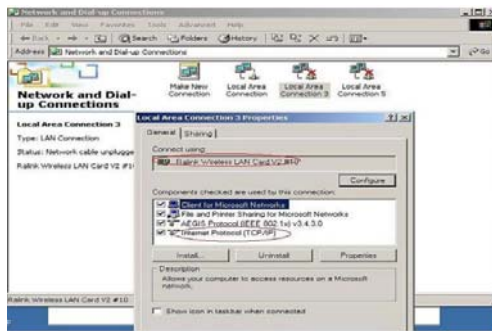 Network and Dial-up Connections
File Edit View Favorites Tools Advanced Help
Back Search Folders History
Address Network and Dial-up Connections Go
Network and Dial-up Connections
Make New Connection
Local Area Connection
Local Area Connection 3
Local Area Connection 5
Local Area Connection 3
Type: LAN Connection
Status: Network cable unplugge
Ralink Wireless LAN Card V2 #1
Local Area Connection 3 Properties
General Sharing
Connect using:
Ralink Wireless LAN Card V2 #10
Configure
Components checked are used by this connection:
Client for Microsoft Networks
File and Printer Sharing for Microsoft Networks
AEGIS Protocol (IEEE 802.1x) v3.4.3.0
Internet Protocol (TCP/IP)
Install... Uninstall Properties
Description
Allows your computer to access resources on a Microsoft
network.
Show icon in taskbar when connected
Ralink Wireless LAN Card V2 #10